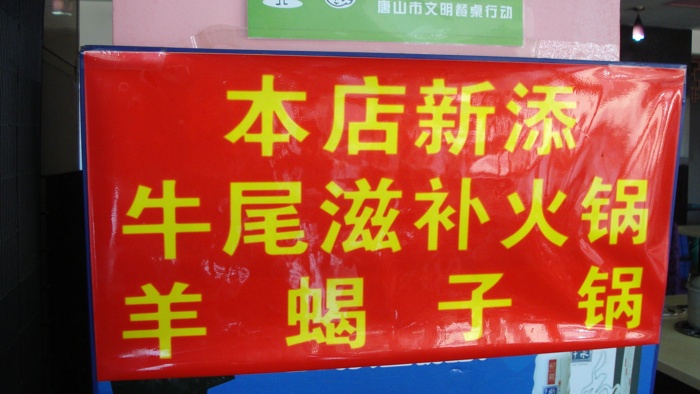 唐山市文明餐桌行动
本店新添
牛尾滋补火锅
羊蝎子锅